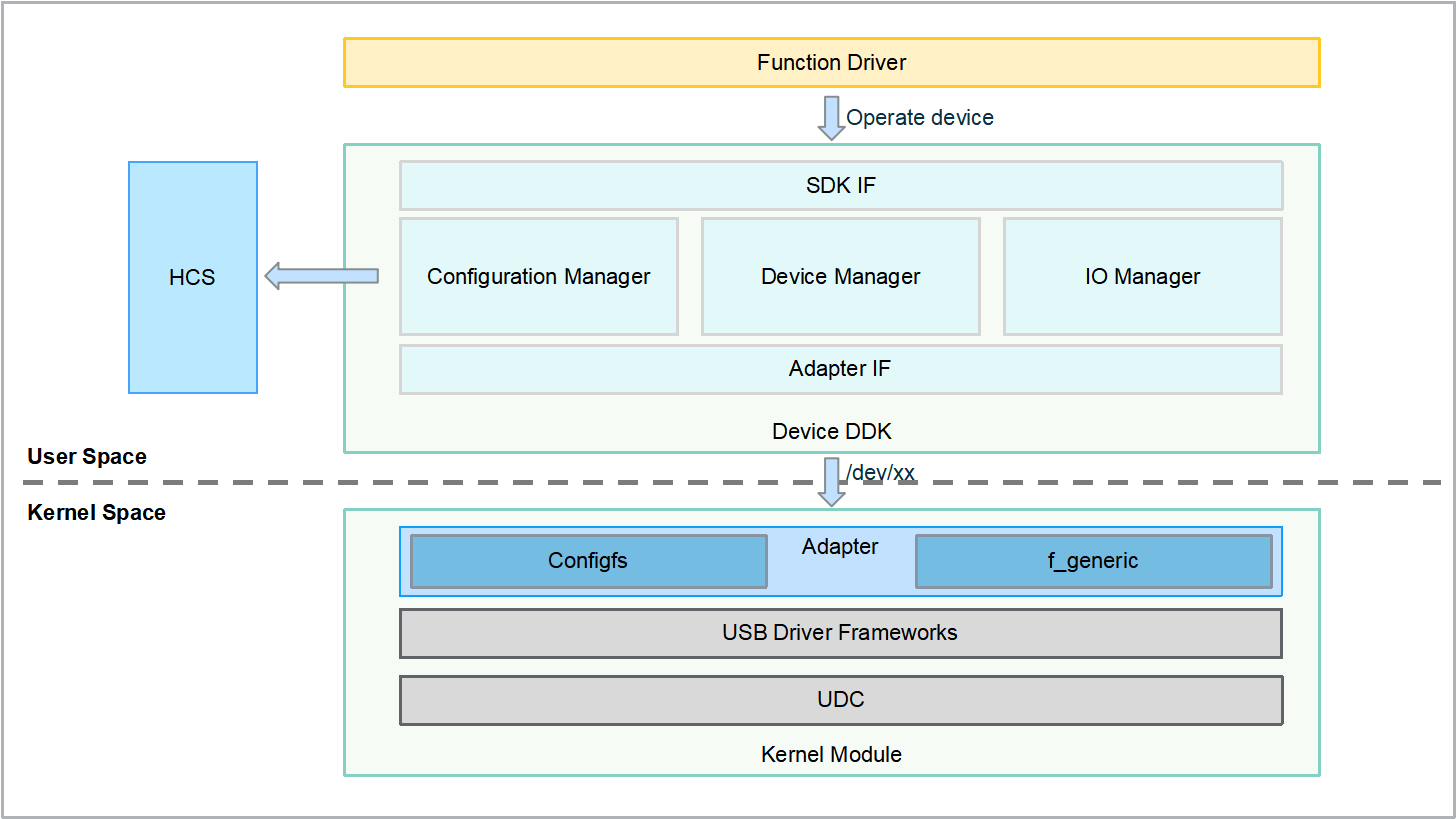 Function Driver
Operate device
SDK IF
HCS
Configuration Manager
Device Manager
IO Manager
Adapter IF
Device DDK
User Space
/dev/xx
Kernel Space
Adapter
Configfs
f_generic
USB Driver Frameworks
UDC
Kernel Module